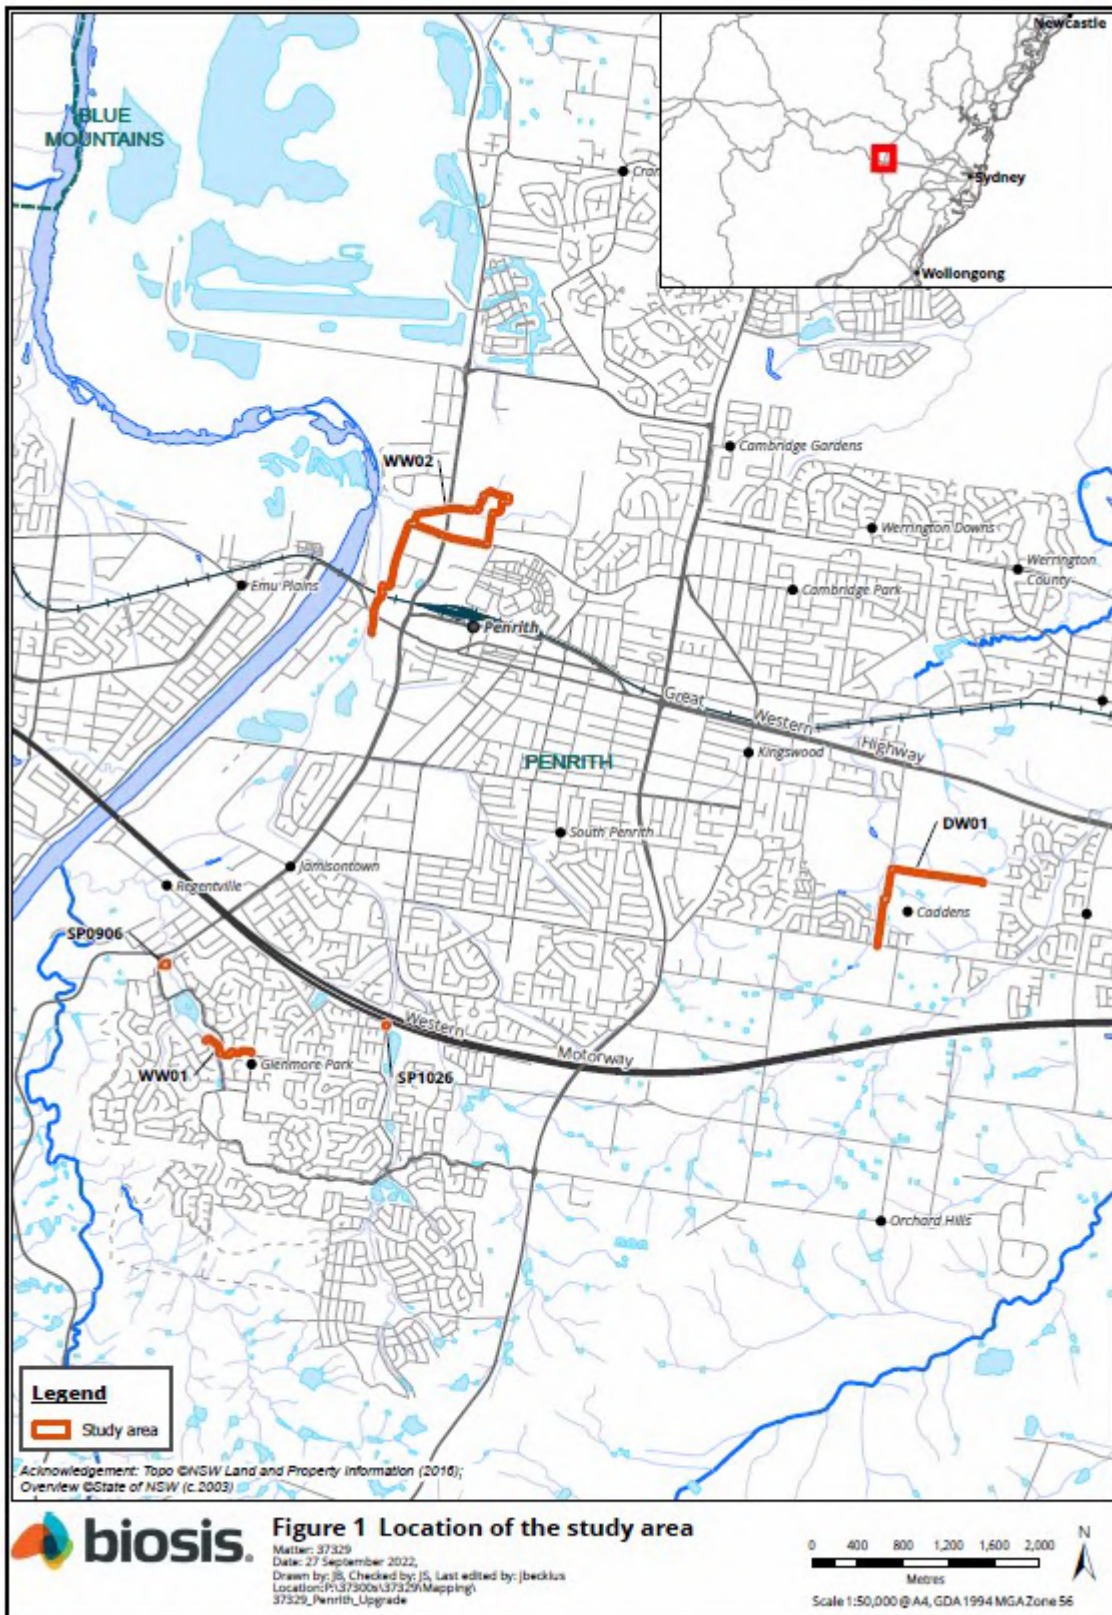 Newcastle
BLUE
MOUNTAINS
Cran
Sydney
Wollongong
Cambridge Gardens
WW02
Werrington Downs
Werrington
County
Emu Plains
Cambridge Park
Penrith
Great
Western
Highway
Kingswood
PENRITH
South Penrith
DW01
Jamisontown
Regentville
Caddens
SP0906
Western
Motorway
Glenmore Park
WW01
SP1026
Orchard Hills
Legend
Study area
Acknowledgement: Topo ©NSW Land and Property Information (2016);
Overview ©State of NSW (c.2003)
biosis.
Figure 1 Location of the study area
Matter: 37329
Date: 27 September 2022,
Drawn by: JB, Checked by: JS, Last edited by: jbeckius
Location:P:\37300s\37329\Mapping\
37329_Penrith_Upgrade
0 400 800 1,200 1,600 2,000
Metres
Scale 1:50,000 @ A4, GDA 1994 MGA Zone 56
N